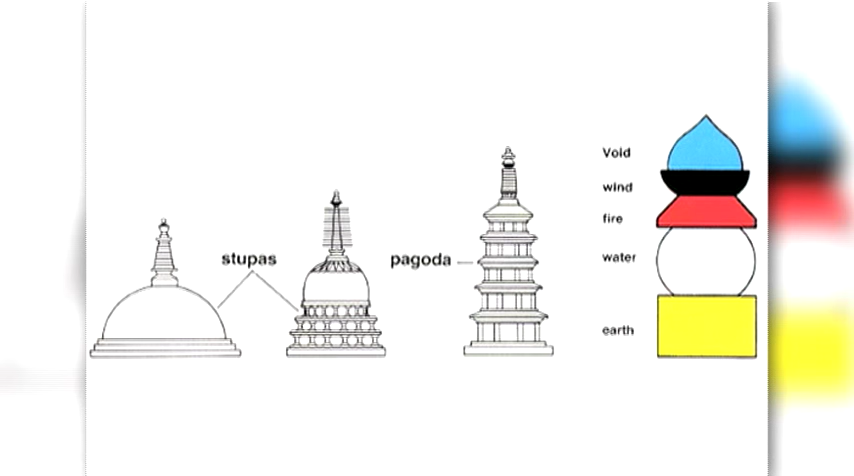 stupas
pagoda
Void
wind
fire
water
earth